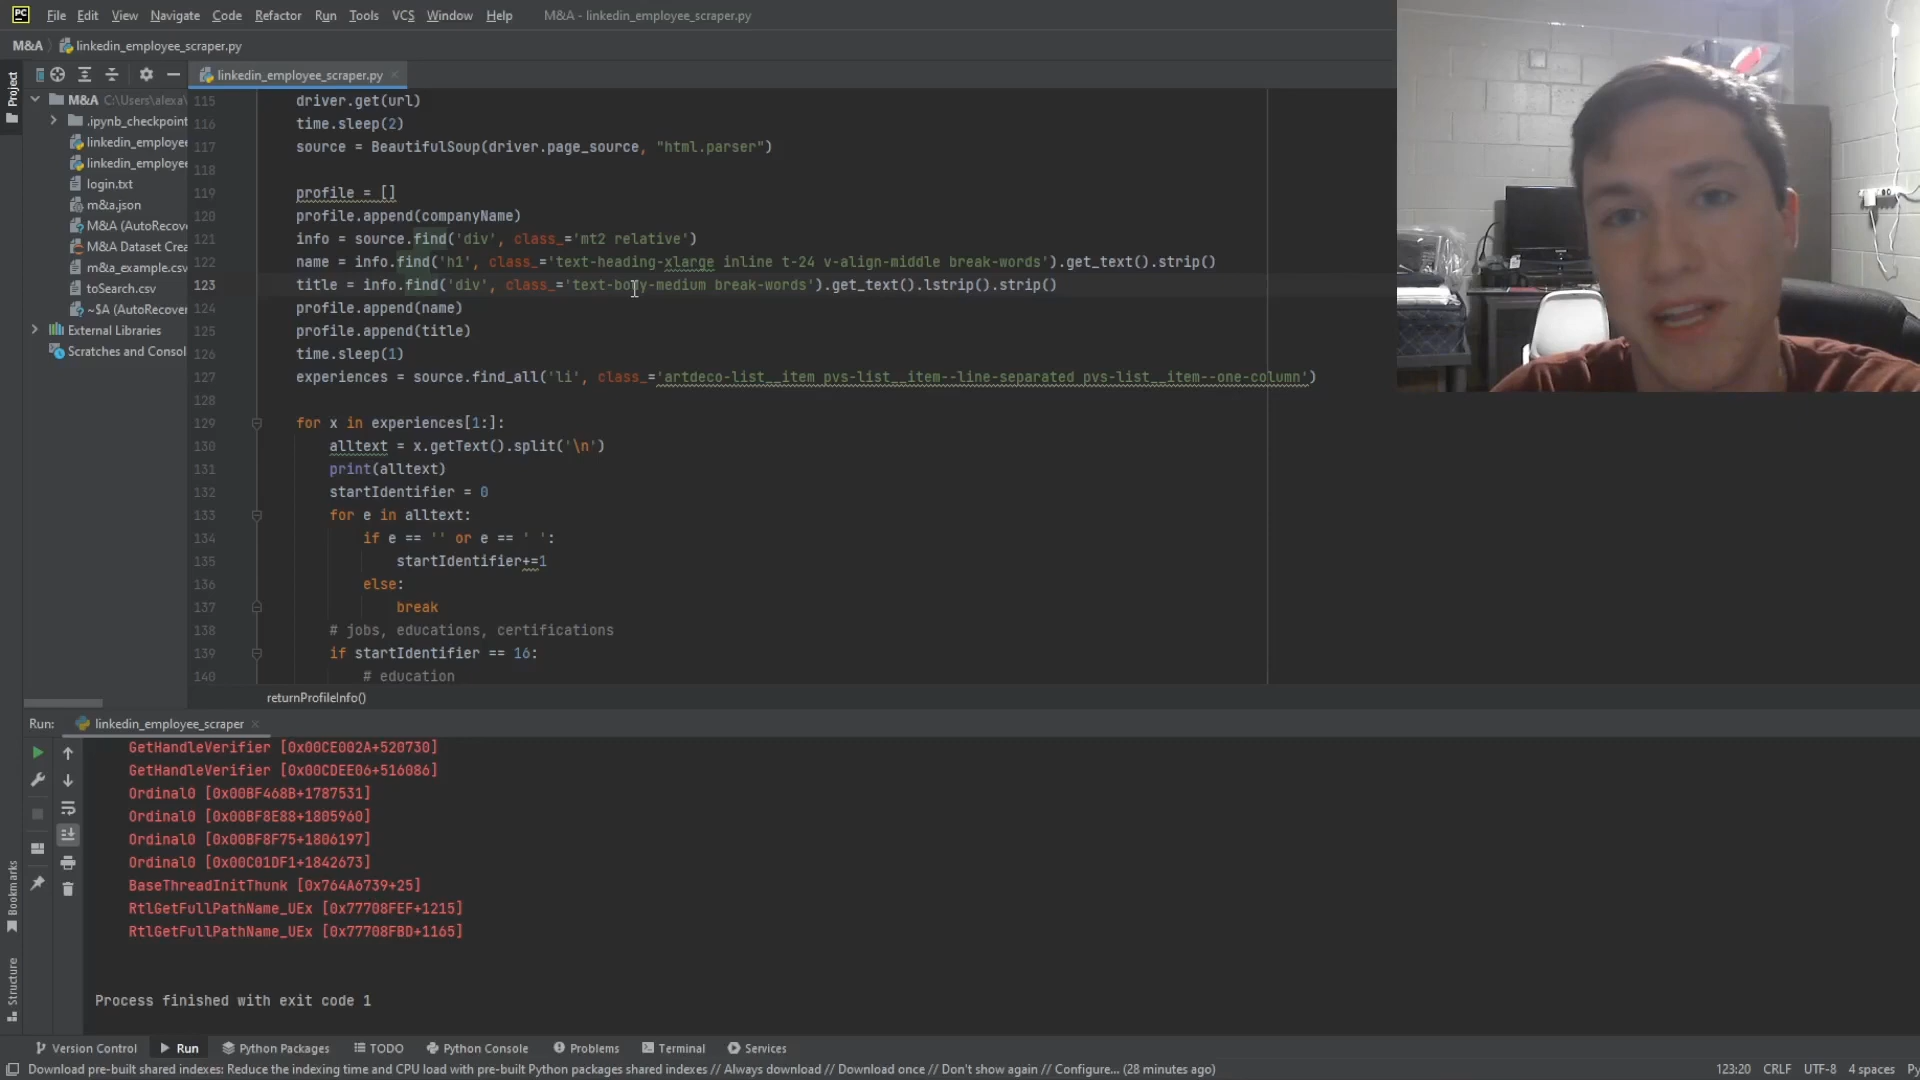 PC File Edit View Navigate Code Refactor Run Tools VCS Window Help M&A - linkedin_employee_scraper.py
M&A linkedin_employee_scraper.py
Project
linkedin_employee_scraper.py
M&A C:\Users\alexa\
.ipynb_checkpoint
linkedin_employe
linkedin_employe
login.txt
m&a.json
M&A (AutoRecove
M&A Dataset Crea
m&a_example.csv
toSearch.csv
~$A (AutoRecover
External Libraries
Scratches and Consol
115 driver.get(url)
116 time.sleep(2)
117 source = BeautifulSoup(driver.page_source, "html.parser")
118
119 profile = []
120 profile.append(companyName)
121 info = source.find('div', class_='mt2 relative')
122 name = info.find('h1', class_='text-heading-xlarge inline t-24 v-align-middle break-words').get_text().strip()
123 title = info.find('div', class_='text-body-medium break-words').get_text().lstrip().strip()
124 profile.append(name)
125 profile.append(title)
126 time.sleep(1)
127 experiences = source.find_all('li', class_='artdeco-list__item pvs-list__item--line-separated pvs-list__item--one-column')
128
129 for x in experiences[1:]:
130 alltext = x.getText().split('\n')
131 print(alltext)
132 startIdentifier = 0
133 for e in alltext:
134 if e == '' or e == ' ':
135 startIdentifier+=1
136 else:
137 break
138 # jobs, educations, certifications
139 if startIdentifier == 16:
140 # education
returnProfileInfo()
Run: linkedin_employee_scraper
GetHandleVerifier [0x00CE002A+520730]
GetHandleVerifier [0x00CDEE06+516086]
Ordinal0 [0x00BF468B+1787531]
Ordinal0 [0x00BF8E88+1805960]
Ordinal0 [0x00BF8F75+1806197]
Ordinal0 [0x00C01DF1+1842673]
BaseThreadInitThunk [0x764A6739+25]
RtlGetFullPathName_UEx [0x77708FEF+1215]
RtlGetFullPathName_UEx [0x77708FBD+1165]
Process finished with exit code 1
Bookmarks
Structure
Version Control Run Python Packages TODO Python Console Problems Terminal Services
Download pre-built shared indexes: Reduce the indexing time and CPU load with pre-built Python packages shared indexes // Always download // Download once // Don't show again // Configure... (28 minutes ago) 123:20 CRLF UTF-8 4 spaces Py